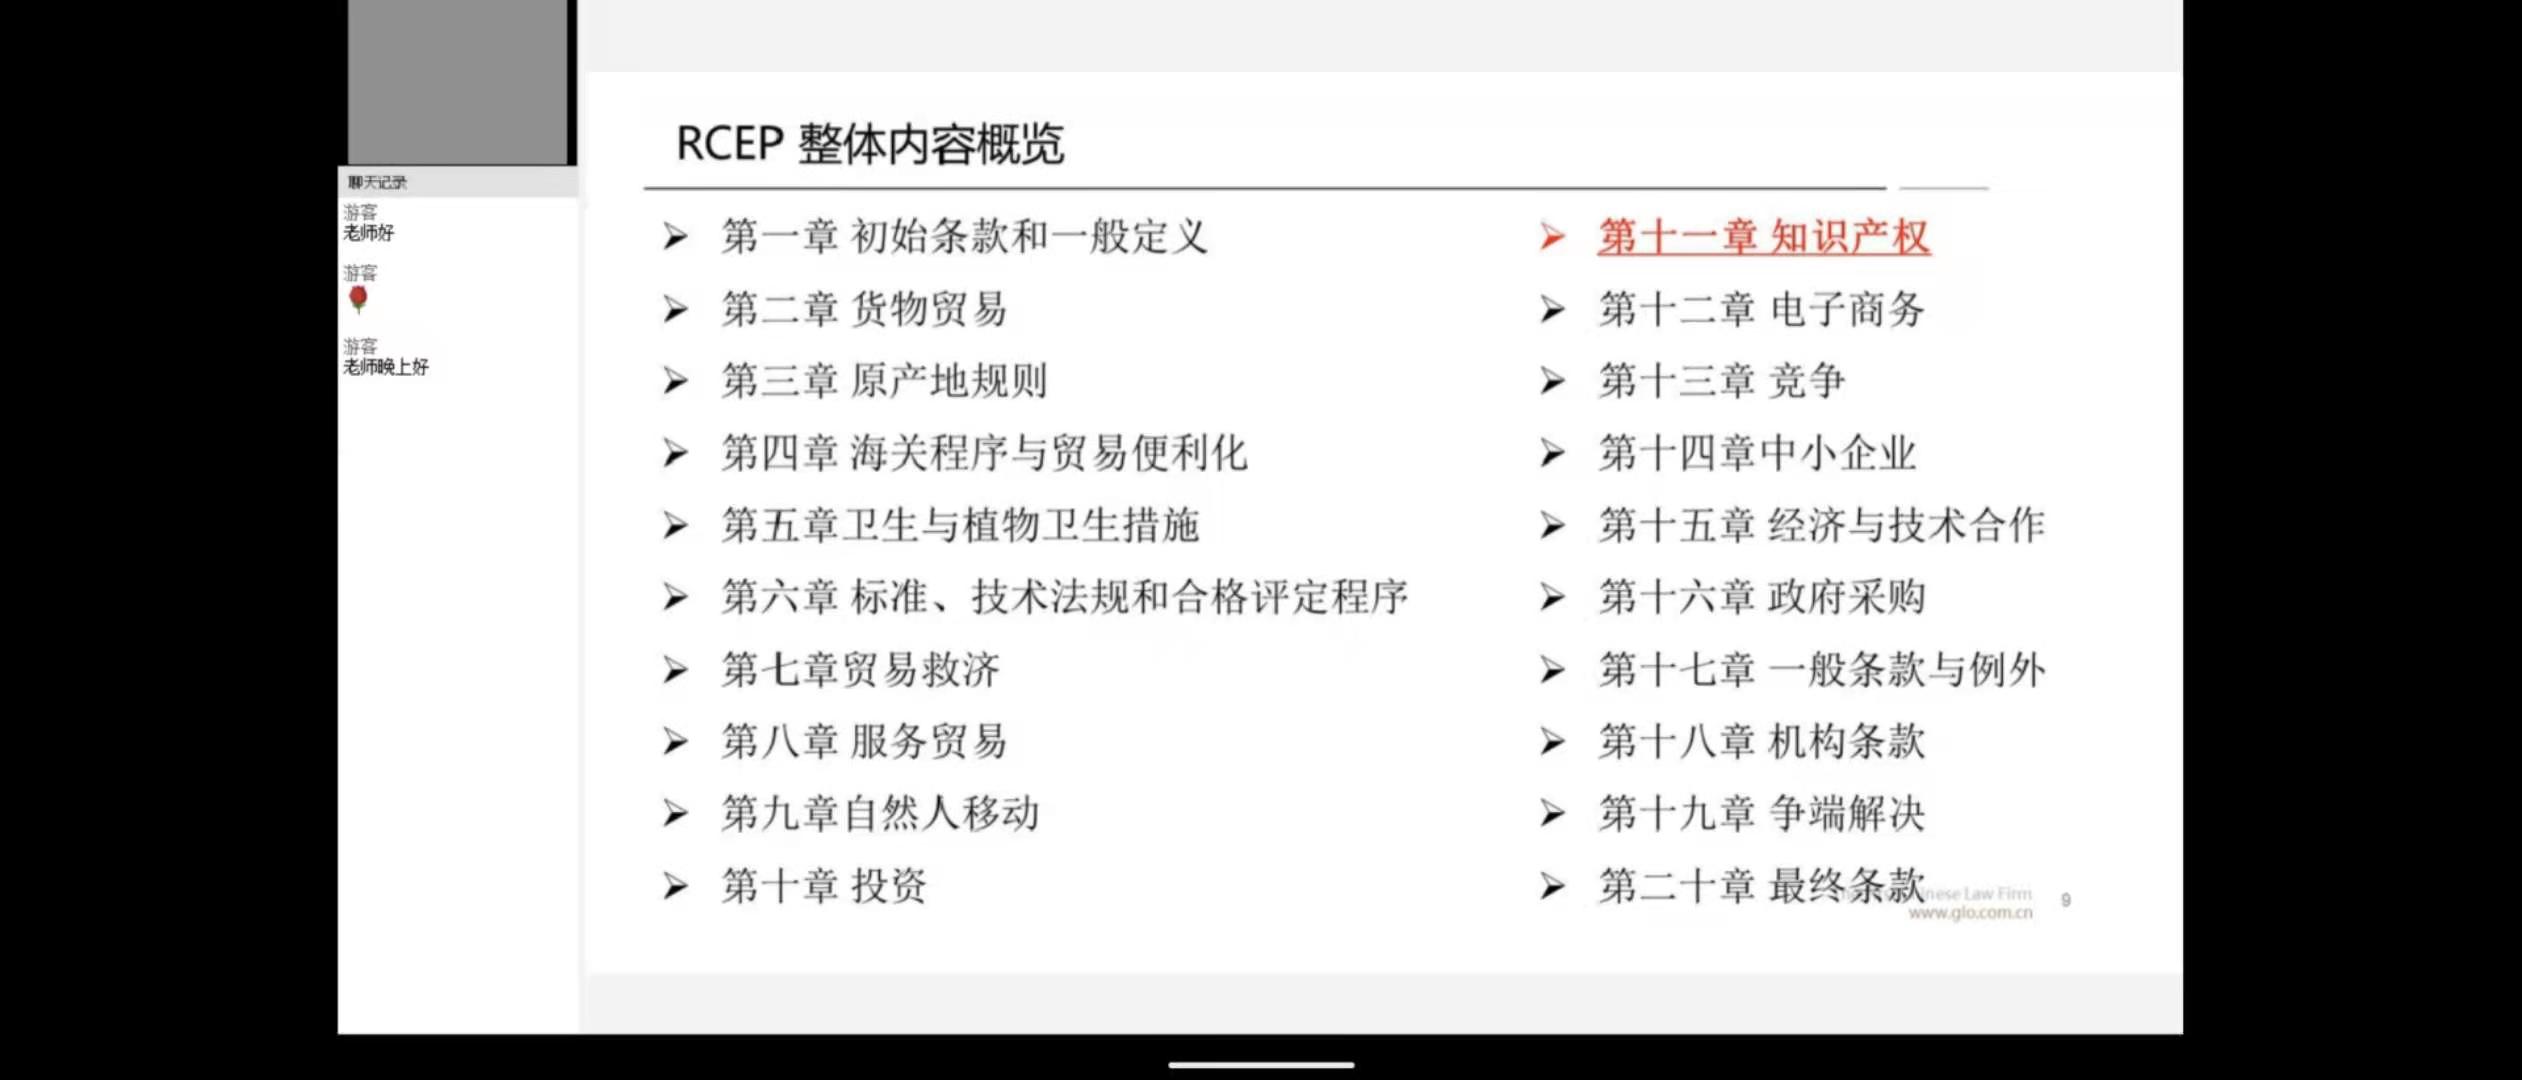 聊天记录
游客
老师好
游客
游客
老师晚上好
RCEP 整体内容概览
第一章 初始条款和一般定义
第二章 货物贸易
第三章 原产地规则
第四章 海关程序与贸易便利化
第五章卫生与植物卫生措施
第六章 标准、技术法规和合格评定程序
第七章贸易救济
第八章 服务贸易
第九章自然人移动
第十章 投资
第十一章 知识产权
第十二章 电子商务
第十三章 竞争
第十四章中小企业
第十五章 经济与技术合作
第十六章 政府采购
第十七章 一般条款与例外
第十八章 机构条款
第十九章 争端解决
第二十章 最终条款
Law Firm
www.glo.com.cn
9